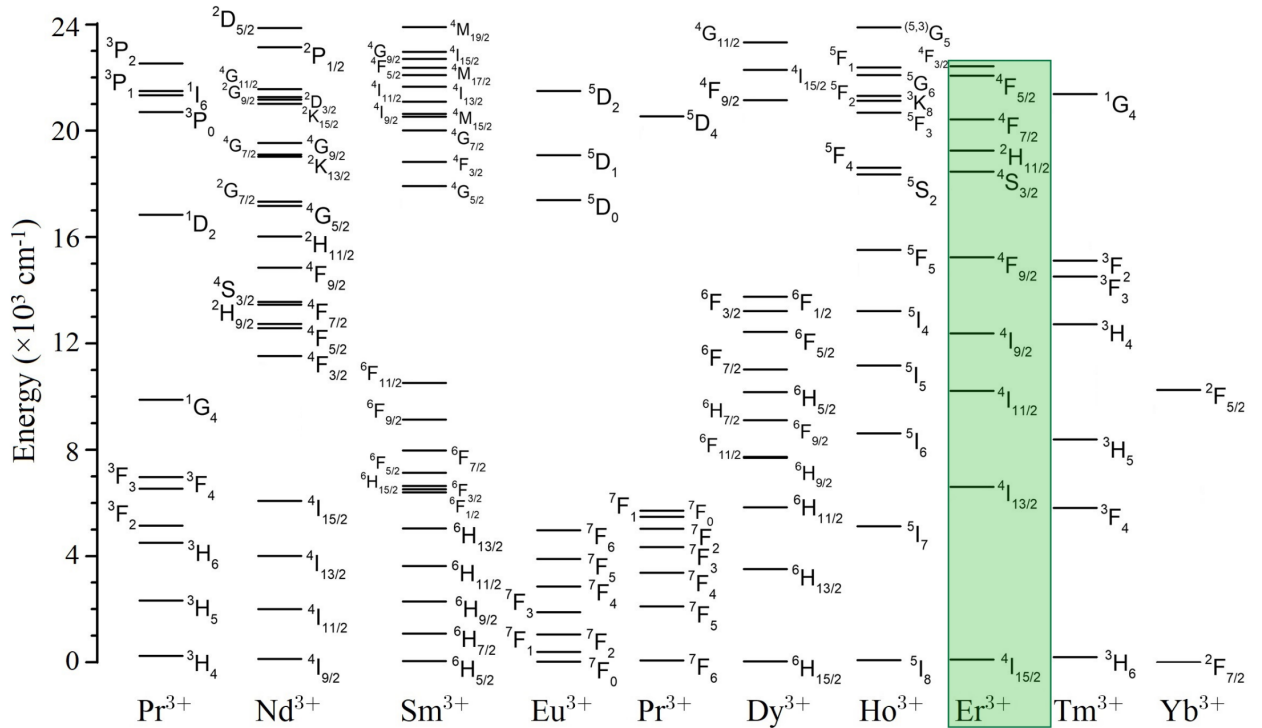 Energy (×10³ cm⁻¹)
24
20
16
12
8
4
0
³P₂
³P₁
¹I₆
³P₀
¹D₂
¹G₄
³F₃
³F₄
³F₂
³H₆
³H₅
³H₄
Pr³⁺
²D₅/₂
²P₁/₂
⁴G₁₁/₂
²G₉/₂
²D₃/₂
²K₁₅/₂
⁴G₇/₂
⁴G₉/₂
²K₁₃/₂
²G₇/₂
⁴G₅/₂
²H₁₁/₂
⁴F₉/₂
⁴S₃/₂
²H₉/₂
⁴F₇/₂
⁴F₅/₂
⁴F₃/₂
⁴I₁₅/₂
⁴I₁₃/₂
⁴I₁₁/₂
⁴I₉/₂
Nd³⁺
⁴M₁₉/₂
⁴G₉/₂
⁴I₁₅/₂
⁴F₅/₂
⁴M₁₇/₂
⁴I₁₁/₂
⁴I₁₃/₂
⁴I₉/₂
⁴M₁₅/₂
⁴G₇/₂
⁴F₃/₂
⁴G₅/₂
⁶F₁₁/₂
⁶F₉/₂
⁶F₇/₂
⁶F₅/₂
⁶H₁₅/₂
⁶F₃/₂
⁶F₁/₂
⁶H₁₃/₂
⁶H₁₁/₂
⁶H₉/₂
⁶H₇/₂
⁶H₅/₂
Sm³⁺
⁵D₂
⁵D₁
⁵D₀
⁷F₆
⁷F₅
⁷F₄
⁷F₃
⁷F₂
⁷F₁
⁷F₀
Eu³⁺
⁵D₄
⁷F₁
⁷F₀
⁷F₂
⁷F₃
⁷F₄
⁷F₅
⁷F₆
Pr³⁺
⁴G₁₁/₂
⁴I₁₅/₂
⁴F₉/₂
⁶F₃/₂
⁶F₁/₂
⁶F₅/₂
⁶F₇/₂
⁶H₅/₂
⁶H₇/₂
⁶F₉/₂
⁶F₁₁/₂
⁶H₉/₂
⁶H₁₁/₂
⁶H₁₃/₂
⁶H₁₅/₂
Dy³⁺
⁽⁵,³⁾G₅
⁵F₁
⁵G₆
⁵F₂
³K₈
⁵F₃
⁵F₄
⁵S₂
⁵F₅
⁵I₄
⁵I₅
⁵I₆
⁵I₇
⁵I₈
Ho³⁺
⁴F₃/₂
⁴F₅/₂
⁴F₇/₂
²H₁₁/₂
⁴S₃/₂
⁴F₉/₂
⁴I₉/₂
⁴I₁₁/₂
⁴I₁₃/₂
⁴I₁₅/₂
Er³⁺
¹G₄
³F₂
³F₃
³H₄
³H₅
³F₄
³H₆
Tm³⁺
²F₅/₂
²F₇/₂
Yb³⁺